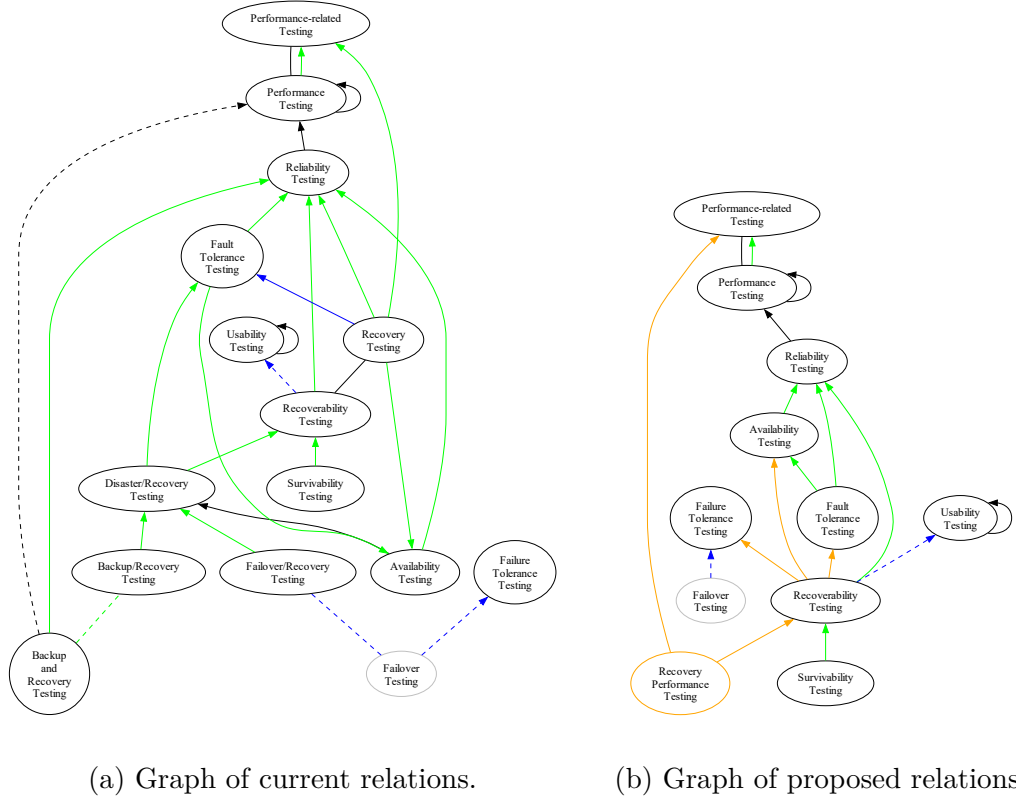 Performance-related
Testing
Performance
Testing
Reliability
Testing
Fault
Tolerance
Testing
Usability
Testing
Recovery
Testing
Recoverability
Testing
Disaster/Recovery
Testing
Survivability
Testing
Backup/Recovery
Testing
Failover/Recovery
Testing
Availability
Testing
Failure
Tolerance
Testing
Backup
and
Recovery
Testing
Failover
Testing
(a) Graph of current relations.
Performance-related
Testing
Performance
Testing
Reliability
Testing
Availability
Testing
Failure
Tolerance
Testing
Fault
Tolerance
Testing
Usability
Testing
Failover
Testing
Recoverability
Testing
Recovery
Performance
Testing
Survivability
Testing
(b) Graph of proposed relations